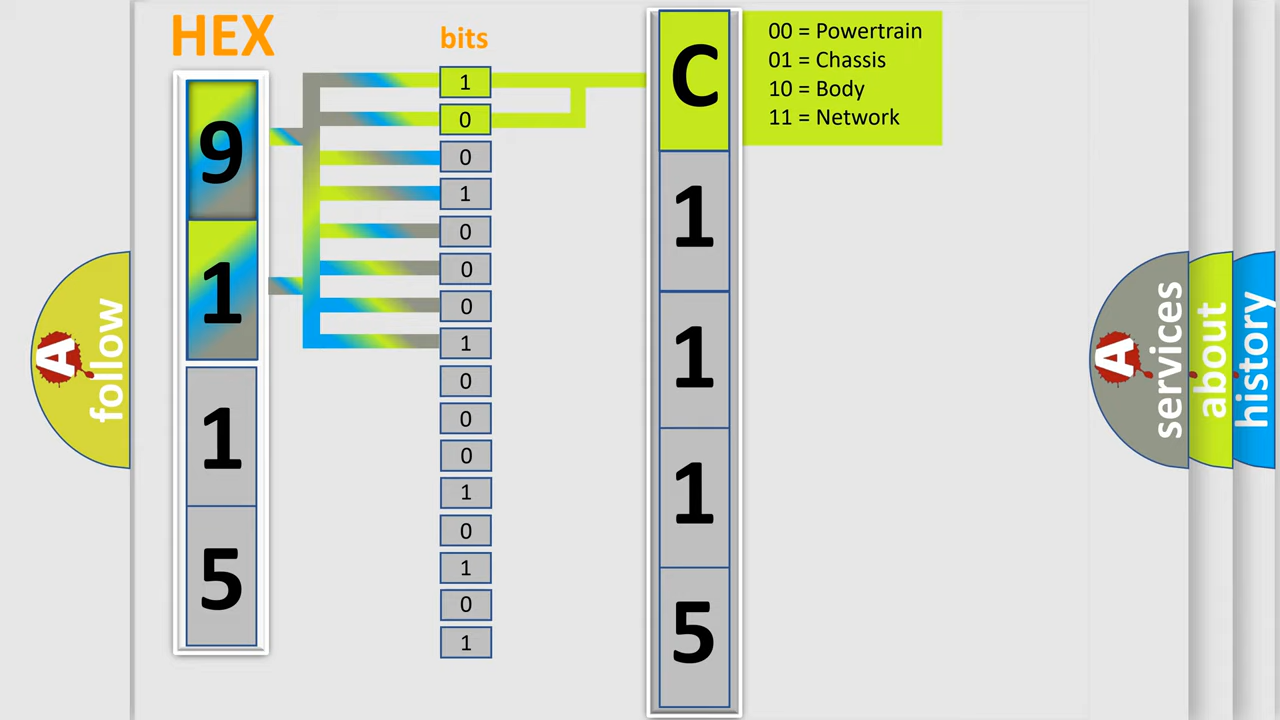 HEX
bits
9
1
1
5
1
0
0
1
0
0
0
1
0
0
0
1
0
1
0
1
C
1
1
1
5
00 = Powertrain
01 = Chassis
10 = Body
11 = Network
A
follow
A
services
about
history